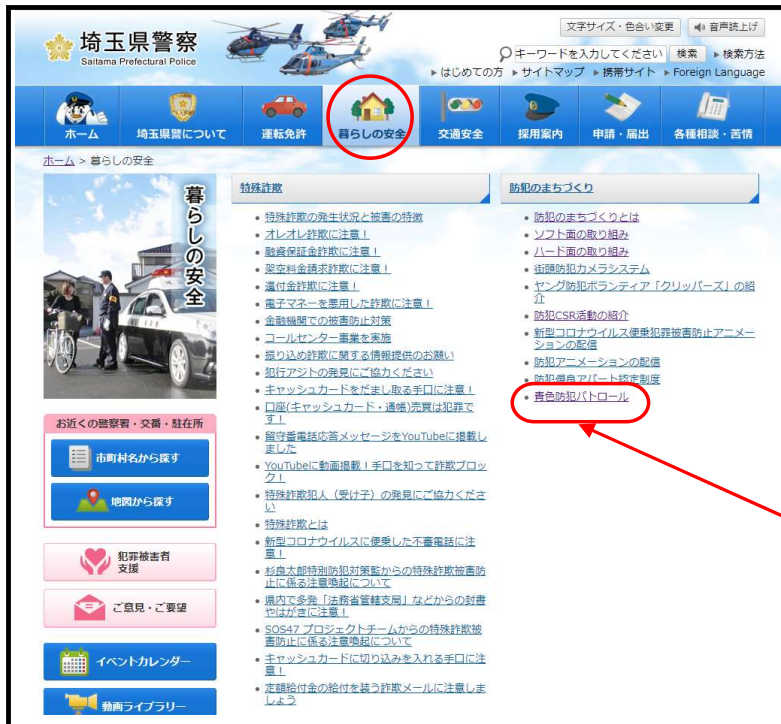 埼玉県警察
Saitama Prefectural Police
文字サイズ・色合い変更
音声読上げ
キーワードを入力してください
検索
検索方法
はじめての方
サイトマップ
携帯サイト
Foreign Language
ホーム
埼玉県警について
運転免許
暮らしの安全
交通安全
採用案内
申請・届出
各種相談・苦情
ホーム > 暮らしの安全
暮らしの安全
お近くの警察署・交番・駐在所
市町村名から探す
地図から探す
犯罪被害者
支援
ご意見・ご要望
イベントカレンダー
動画ライブラリー
特殊詐欺
特殊詐欺の発生状況と被害の特徴
オレオレ詐欺に注意！
融資保証金詐欺に注意！
架空料金請求詐欺に注意！
還付金詐欺に注意！
電子マネーを悪用した詐欺に注意！
金融機関での被害防止対策
コールセンター事業を実施
振り込め詐欺に関する情報提供のお願い
犯行アジトの発見にご協力ください
キャッシュカードをだまし取る手口に注意！
口座(キャッシュカード・通帳)売買は犯罪で
す！
留守番電話応答メッセージをYouTubeに掲載し
ました
YouTubeに動画掲載！手口を知って詐欺ブロッ
ク！
特殊詐欺犯人（受け子）の発見にご協力くださ
い
特殊詐欺とは
新型コロナウイルスに便乗した不審電話に注
意！
杉良太郎特別防犯対策監からの特殊詐欺被害防
止に係る注意喚起について
県内で多発「法務省管轄支局」などからの封書
やはがきに注意！
SOS47 プロジェクトチームからの特殊詐欺被
害防止に係る注意喚起について
キャッシュカードに切り込みを入れる手口に注
意！
定額給付金の給付を装う詐欺メールに注意しま
しょう
防犯のまちづくり
防犯のまちづくりとは
ソフト面の取り組み
ハード面の取り組み
街頭防犯カメラシステム
ヤング防犯ボランティア「クリッパーズ」の紹
介
防犯CSR活動の紹介
新型コロナウイルス便乗犯罪被害防止アニメー
ションの配信
防犯アニメーションの配信
防犯優良アパート認定制度
青色防犯パトロール